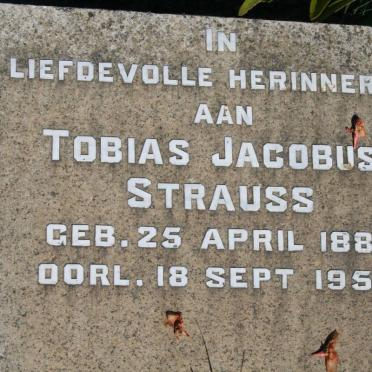 IN
LIEFDEVOLLE HERINNER
AAN
TOBIAS JACOBUS
STRAUSS
GEB. 25 APRIL 188
OORL. 18 SEPT 195